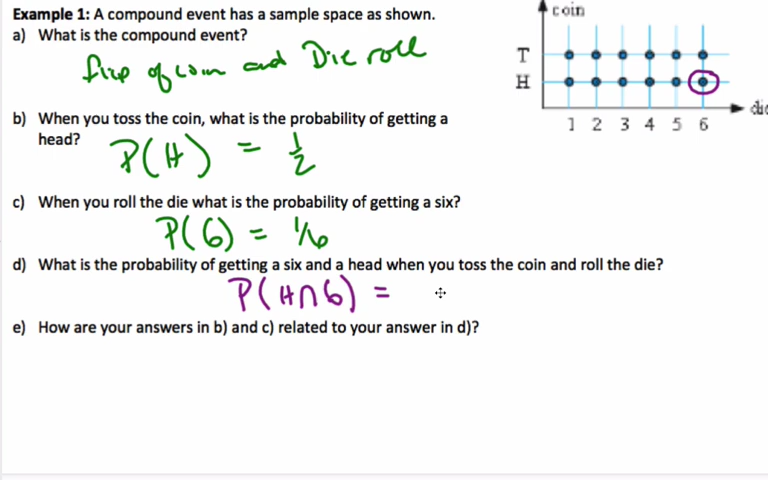 Example 1: A compound event has a sample space as shown.
a) What is the compound event?
flip of coin and Die roll
b) When you toss the coin, what is the probability of getting a
head?
P(H) = 1/2
c) When you roll the die what is the probability of getting a six?
P(6) = 1/6
d) What is the probability of getting a six and a head when you toss the coin and roll the die?
P(H∩6) =
e) How are your answers in b) and c) related to your answer in d)?
coin
T
H
1 2 3 4 5 6
die